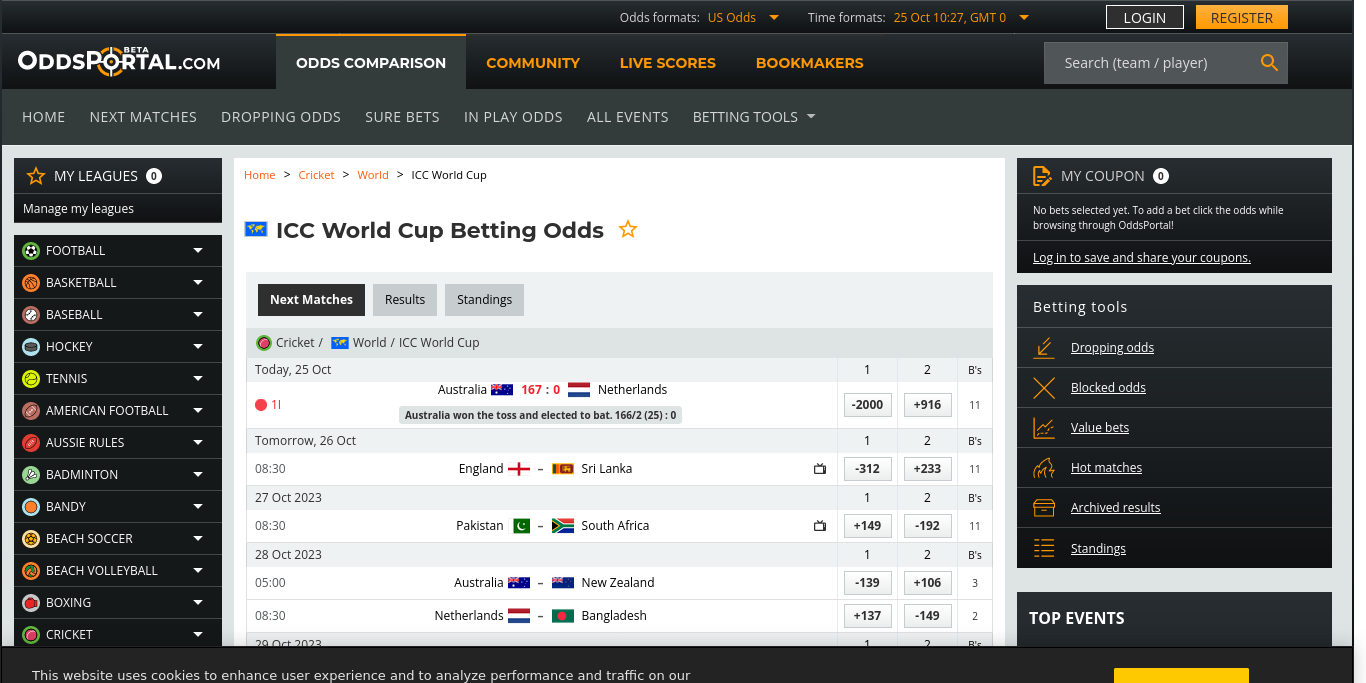 Odds formats: US Odds Time formats: 25 Oct 10:27, GMT 0 LOGIN REGISTER
BETA
ODDSPORTAL.COM ODDS COMPARISON COMMUNITY LIVE SCORES BOOKMAKERS Search (team / player)
HOME NEXT MATCHES DROPPING ODDS SURE BETS IN PLAY ODDS ALL EVENTS BETTING TOOLS
MY LEAGUES 0
Manage my leagues
FOOTBALL
BASKETBALL
BASEBALL
HOCKEY
TENNIS
AMERICAN FOOTBALL
AUSSIE RULES
BADMINTON
BANDY
BEACH SOCCER
BEACH VOLLEYBALL
BOXING
CRICKET
Home > Cricket > World > ICC World Cup
ICC World Cup Betting Odds
Next Matches Results Standings
Cricket / World / ICC World Cup
Today, 25 Oct 1 2 B's
Australia 167 : 0 Netherlands
1I -2000 +916 11
Australia won the toss and elected to bat. 166/2 (25) : 0
Tomorrow, 26 Oct 1 2 B's
08:30 England – Sri Lanka -312 +233 11
27 Oct 2023 1 2 B's
08:30 Pakistan – South Africa +149 -192 11
28 Oct 2023 1 2 B's
05:00 Australia – New Zealand -139 +106 3
08:30 Netherlands – Bangladesh +137 -149 2
29 Oct 2023 1 2 B's
MY COUPON 0
No bets selected yet. To add a bet click the odds while
browsing through OddsPortal!
Log in to save and share your coupons.
Betting tools
Dropping odds
Blocked odds
Value bets
Hot matches
Archived results
Standings
TOP EVENTS
This website uses cookies to enhance user experience and to analyze performance and traffic on our